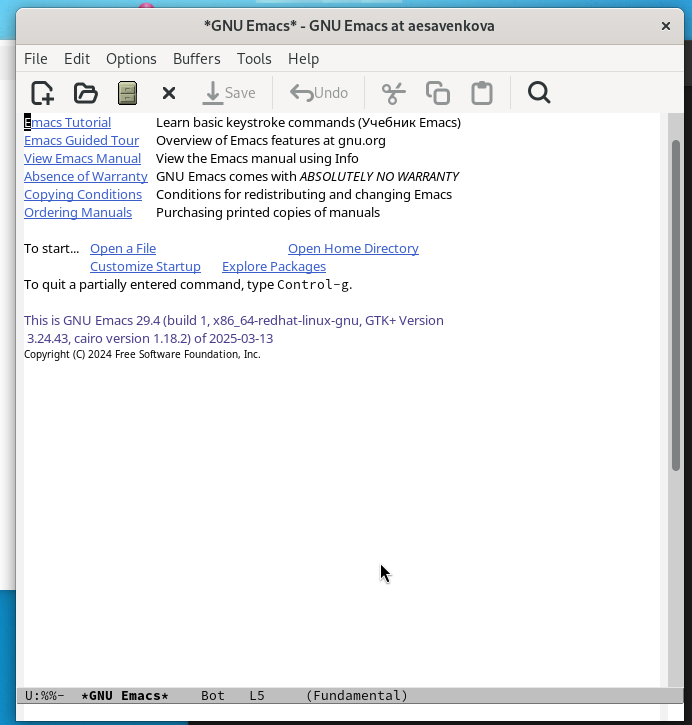 *GNU Emacs* - GNU Emacs at aesavenkova
File Edit Options Buffers Tools Help
Save Undo
Emacs Tutorial Learn basic keystroke commands (Учебник Emacs)
Emacs Guided Tour Overview of Emacs features at gnu.org
View Emacs Manual View the Emacs manual using Info
Absence of Warranty GNU Emacs comes with ABSOLUTELY NO WARRANTY
Copying Conditions Conditions for redistributing and changing Emacs
Ordering Manuals Purchasing printed copies of manuals
To start... Open a File Open Home Directory
Customize Startup Explore Packages
To quit a partially entered command, type Control-g.
This is GNU Emacs 29.4 (build 1, x86_64-redhat-linux-gnu, GTK+ Version
3.24.43, cairo version 1.18.2) of 2025-03-13
Copyright (C) 2024 Free Software Foundation, Inc.
U:%%- *GNU Emacs* Bot L5 (Fundamental)